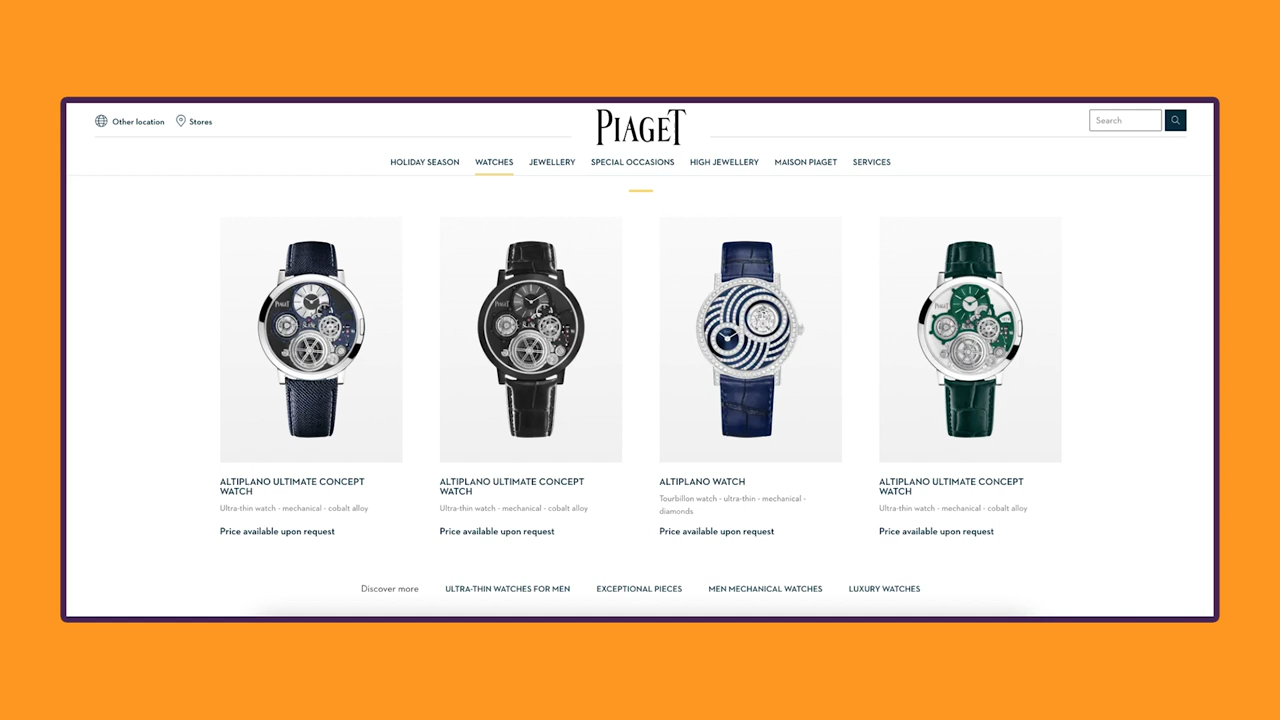 Other location
Stores
PIAGET
Search
HOLIDAY SEASON
WATCHES
JEWELLERY
SPECIAL OCCASIONS
HIGH JEWELLERY
MAISON PIAGET
SERVICES
PIAGET
PIAGET
PIAGET
ALTIPLANO ULTIMATE CONCEPT
WATCH
Ultra-thin watch - mechanical - cobalt alloy
Price available upon request
ALTIPLANO ULTIMATE CONCEPT
WATCH
Ultra-thin watch - mechanical - cobalt alloy
Price available upon request
ALTIPLANO WATCH
Tourbillon watch - ultra-thin - mechanical -
diamonds
Price available upon request
ALTIPLANO ULTIMATE CONCEPT
WATCH
Ultra-thin watch - mechanical - cobalt alloy
Price available upon request
Discover more
ULTRA-THIN WATCHES FOR MEN
EXCEPTIONAL PIECES
MEN MECHANICAL WATCHES
LUXURY WATCHES